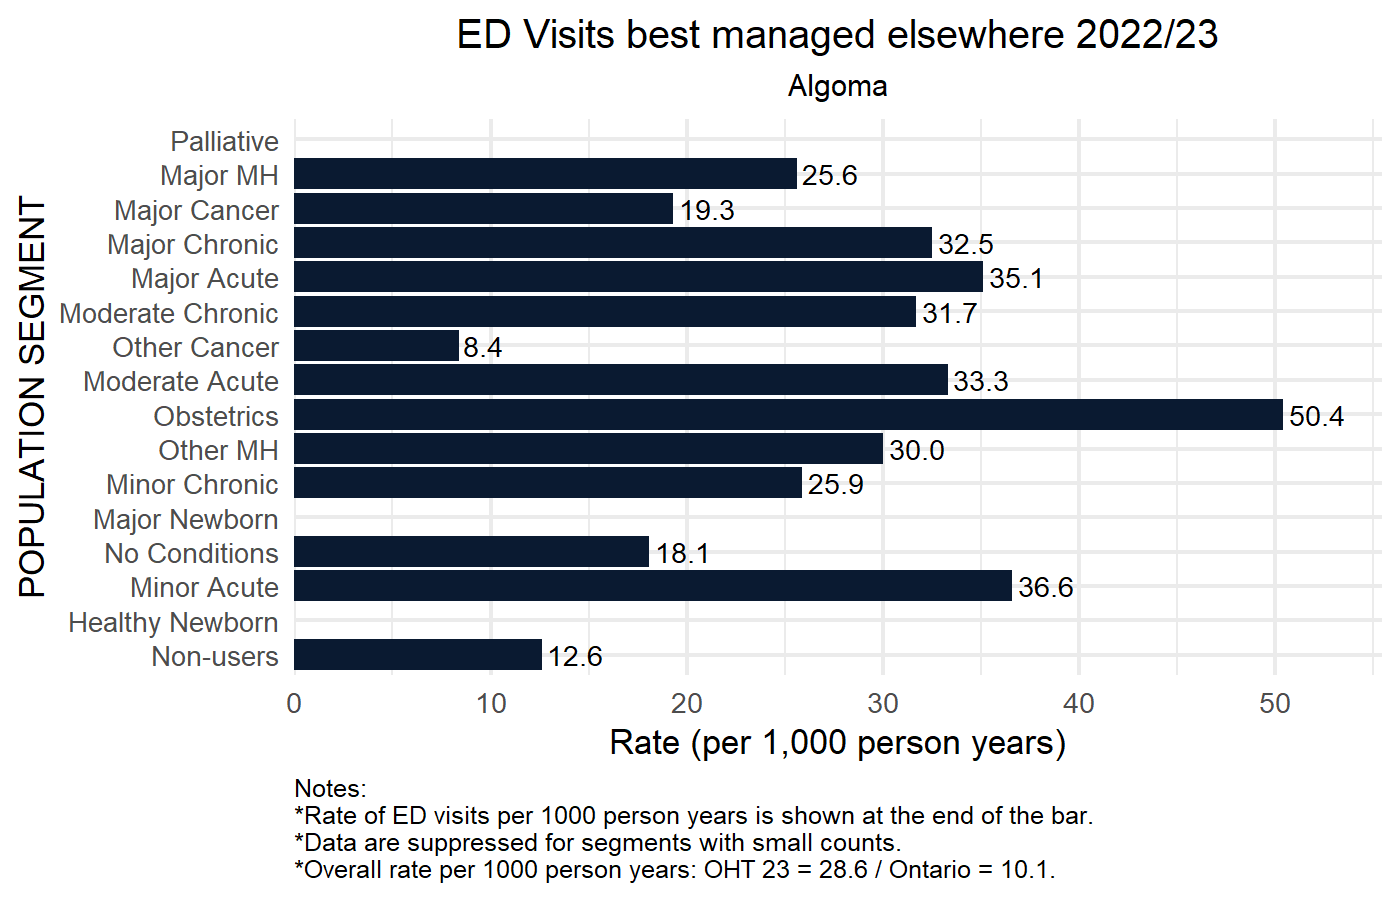 ED Visits best managed elsewhere 2022/23
Algoma
POPULATION SEGMENT
Palliative
Major MH 25.6
Major Cancer 19.3
Major Chronic 32.5
Major Acute 35.1
Moderate Chronic 31.7
Other Cancer 8.4
Moderate Acute 33.3
Obstetrics 50.4
Other MH 30.0
Minor Chronic 25.9
Major Newborn
No Conditions 18.1
Minor Acute 36.6
Healthy Newborn
Non-users 12.6
0 10 20 30 40 50
Rate (per 1,000 person years)
Notes:
*Rate of ED visits per 1000 person years is shown at the end of the bar.
*Data are suppressed for segments with small counts.
*Overall rate per 1000 person years: OHT 23 = 28.6 / Ontario = 10.1.